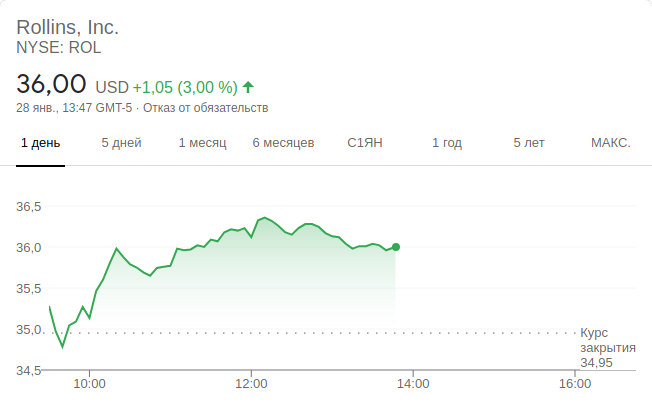 Rollins, Inc.
NYSE: ROL
36,00 USD +1,05 (3,00 %)
28 янв., 13:47 GMT-5 · Отказ от обязательств
1 день 5 дней 1 месяц 6 месяцев С1ЯН 1 год 5 лет МАКС.
36,5
36,0
35,5
35,0
Курс
закрытия
34,95
34,5
10:00 12:00 14:00 16:00